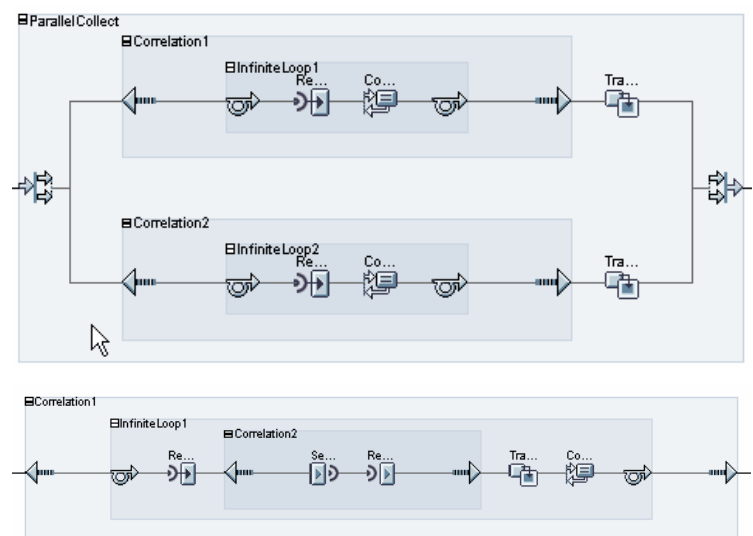 ParallelCollect
Correlation1
InfiniteLoop1
Re... Co...
Tra...
Correlation2
InfiniteLoop2
Re... Co...
Tra...
Correlation1
InfiniteLoop1
Correlation2
Re... Se... Re... Tra... Co...